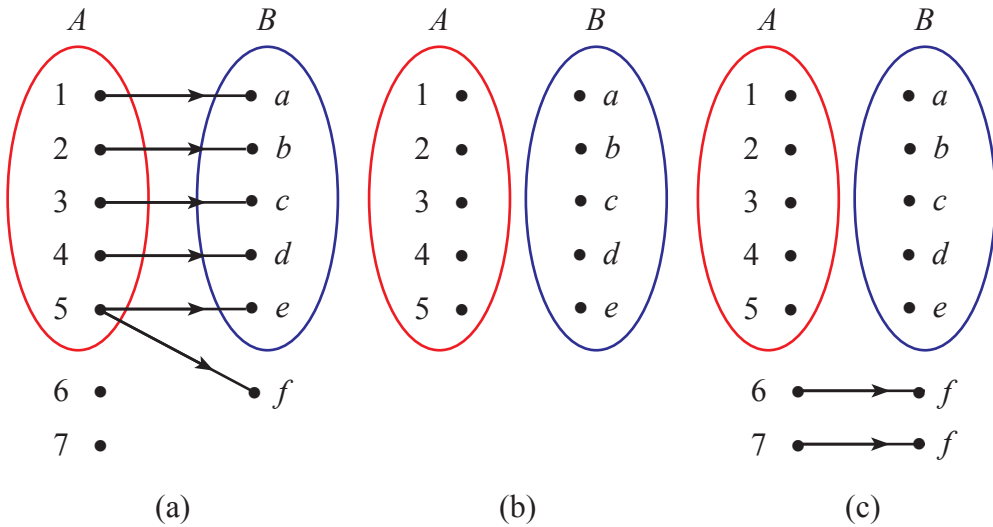 A B A B A B
1 a 1 a 1 a
2 b 2 b 2 b
3 c 3 c 3 c
4 d 4 d 4 d
5 e 5 e 5 e
6 f 6 f
7 7 f
(a) (b) (c)